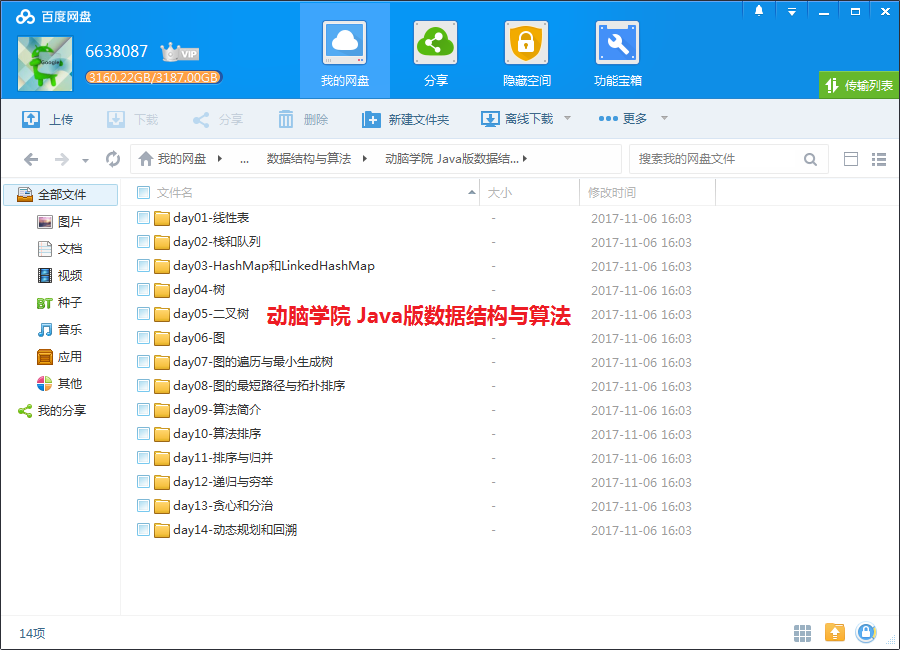 百度网盘
6638087 VIP
3160.22GB/3187.00GB
我的网盘 分享 隐藏空间 功能宝箱
传输列表
上传 下载 分享 删除 新建文件夹 离线下载 更多
我的网盘 ... 数据结构与算法 动脑学院 Java版数据结... 搜索我的网盘文件
全部文件
图片
文档
视频
BT 种子
音乐
应用
其他
我的分享
文件名 大小 修改时间
day01-线性表 - 2017-11-06 16:03
day02-栈和队列 - 2017-11-06 16:03
day03-HashMap和LinkedHashMap - 2017-11-06 16:03
day04-树 - 2017-11-06 16:03
day05-二叉树 - 2017-11-06 16:03
动脑学院 Java版数据结构与算法
day06-图 - 2017-11-06 16:03
day07-图的遍历与最小生成树 - 2017-11-06 16:03
day08-图的最短路径与拓扑排序 - 2017-11-06 16:03
day09-算法简介 - 2017-11-06 16:03
day10-算法排序 - 2017-11-06 16:03
day11-排序与归并 - 2017-11-06 16:03
day12-递归与穷举 - 2017-11-06 16:03
day13-贪心和分治 - 2017-11-06 16:03
day14-动态规划和回溯 - 2017-11-06 16:03
14项